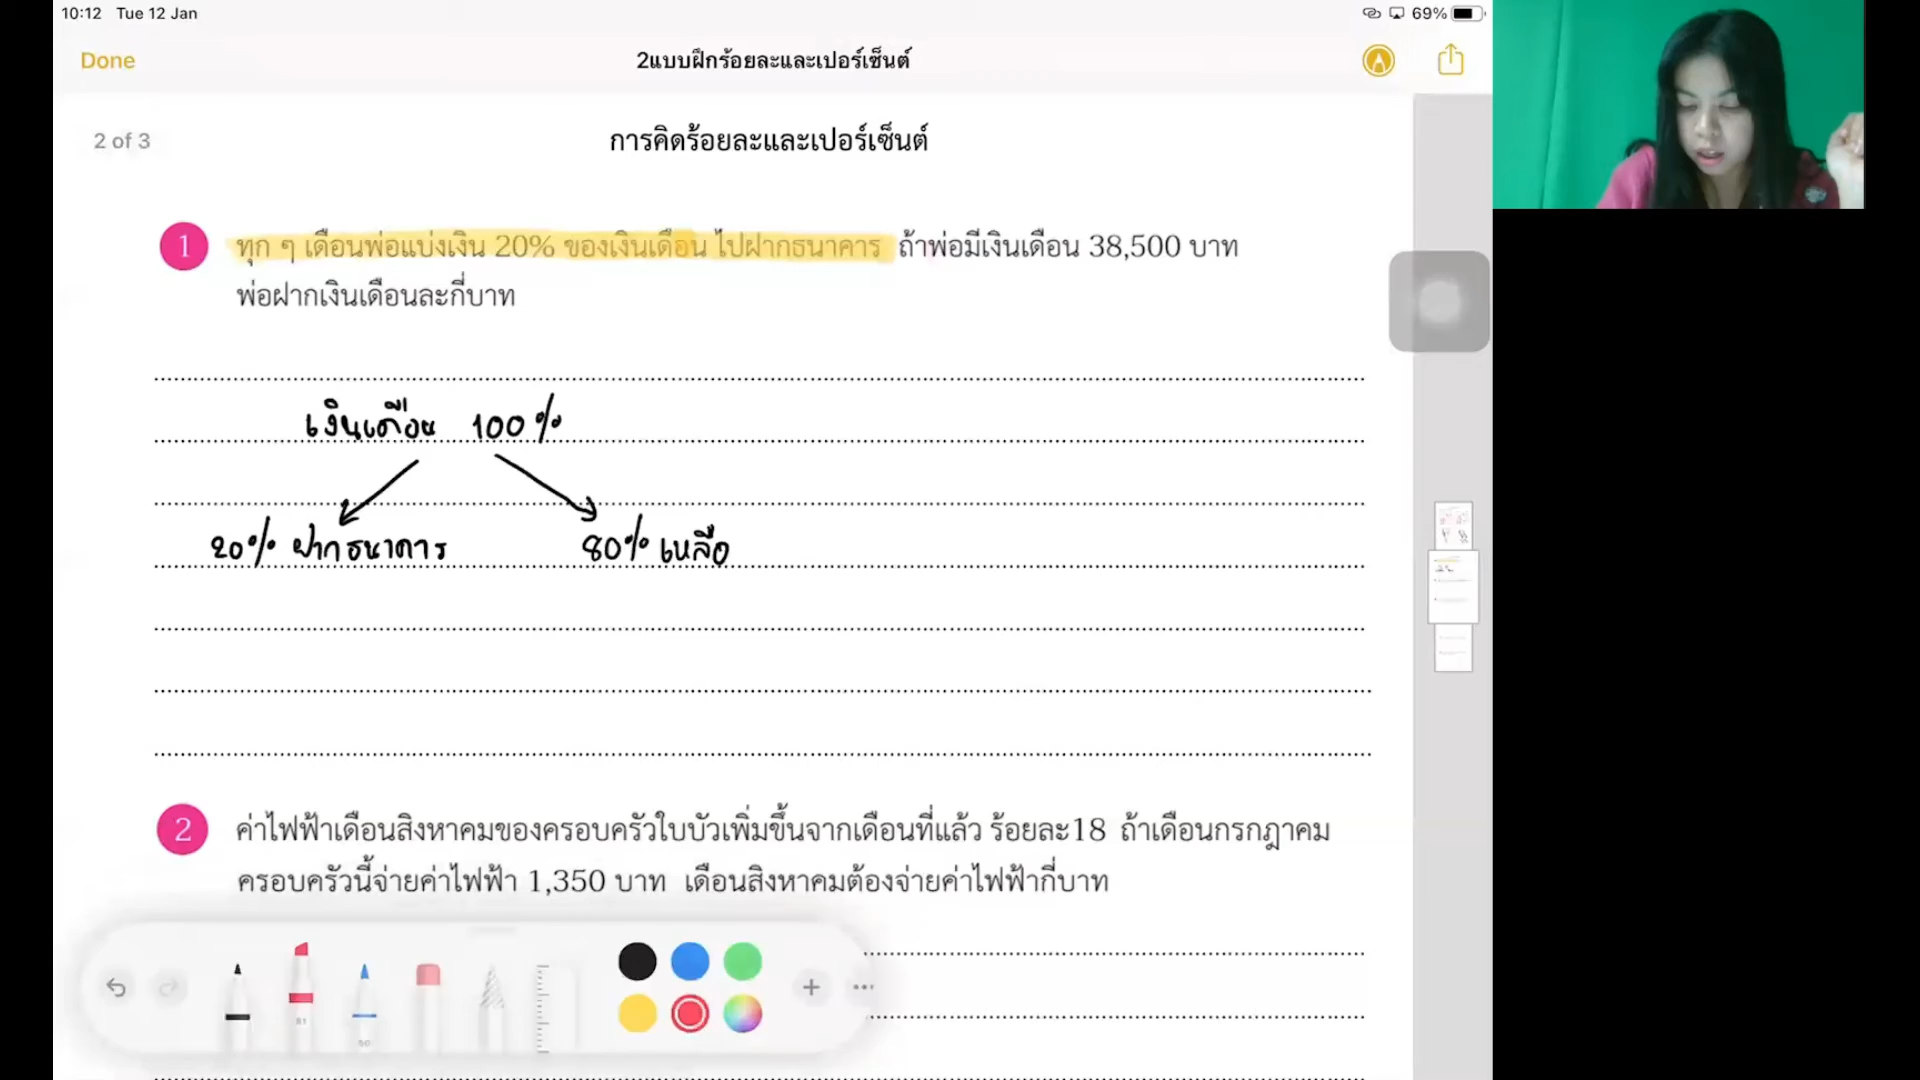 10:12 Tue 12 Jan 69%
Done 2แบบฝึกร้อยละและเปอร์เซ็นต์
2 of 3 การคิดร้อยละและเปอร์เซ็นต์
1 ทุก ๆ เดือนพ่อแบ่งเงิน 20% ของเงินเดือน ไปฝากธนาคาร ถ้าพ่อมีเงินเดือน 38,500 บาท
พ่อฝากเงินเดือนละกี่บาท
เงินเดือน 100%
20% ฝากธนาคาร 80% เหลือ
2 ค่าไฟฟ้าเดือนสิงหาคมของครอบครัวใบบัวเพิ่มขึ้นจากเดือนที่แล้ว ร้อยละ18 ถ้าเดือนกรกฎาคม
ครอบครัวนี้จ่ายค่าไฟฟ้า 1,350 บาท เดือนสิงหาคมต้องจ่ายค่าไฟฟ้ากี่บาท